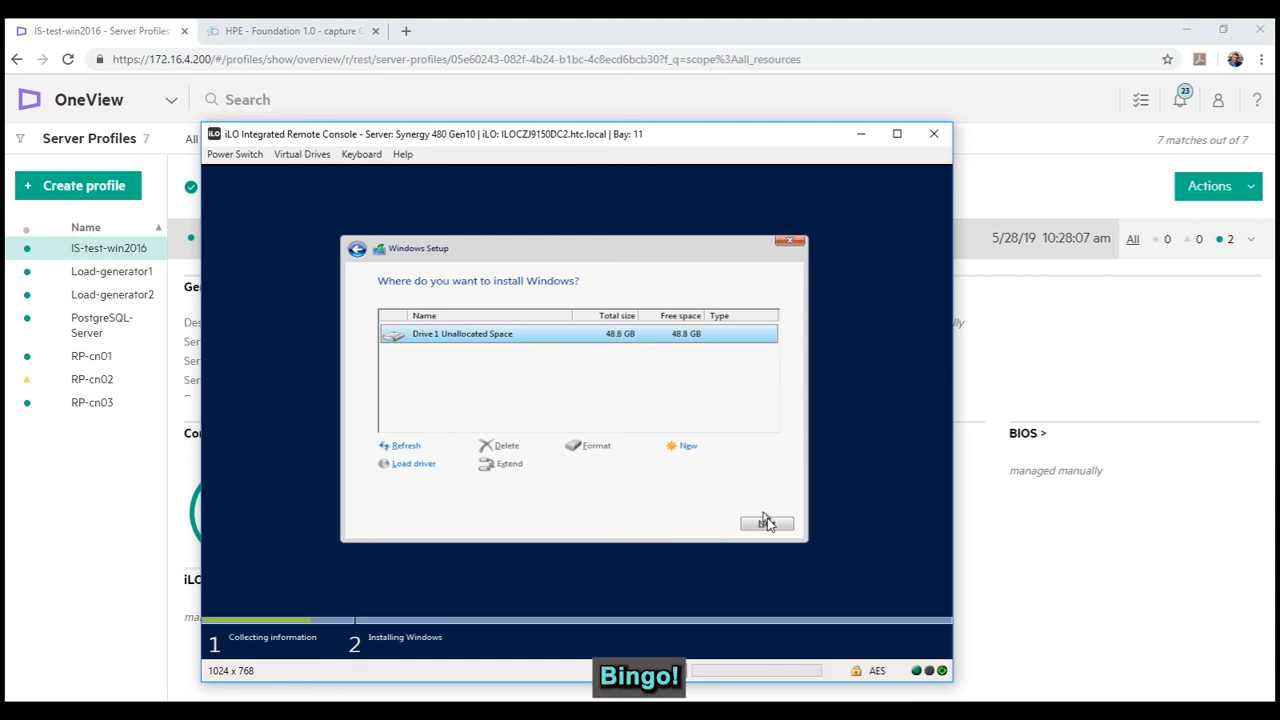 IS-test-win2016 - Server Profiles
HPE - Foundation 1.0 - capture
https://172.16.4.200/#/profiles/show/overview/r/rest/server-profiles/05e60243-082f-4b24-b1bc-4c8ecd6bcb30?f_q=scope%3Aall_resources
OneView
Search
23
Server Profiles 7
All
7 matches out of 7
iLO Integrated Remote Console - Server: Synergy 480 Gen10 | iLO: ILOCZJ9150DC2.htc.local | Bay: 11
Power Switch Virtual Drives Keyboard Help
+ Create profile
Actions
Name
IS-test-win2016
Load-generator1
Load-generator2
PostgreSQL-
Server
RP-cn01
RP-cn02
RP-cn03
5/28/19 10:28:07 am All 0 0 2
BIOS >
managed manually
Windows Setup
Where do you want to install Windows?
Name Total size Free space Type
Drive 1 Unallocated Space 48.8 GB 48.8 GB
Refresh Delete Format New
Load driver Extend
1 Collecting information 2 Installing Windows
1024 x 768
AES
Bingo!